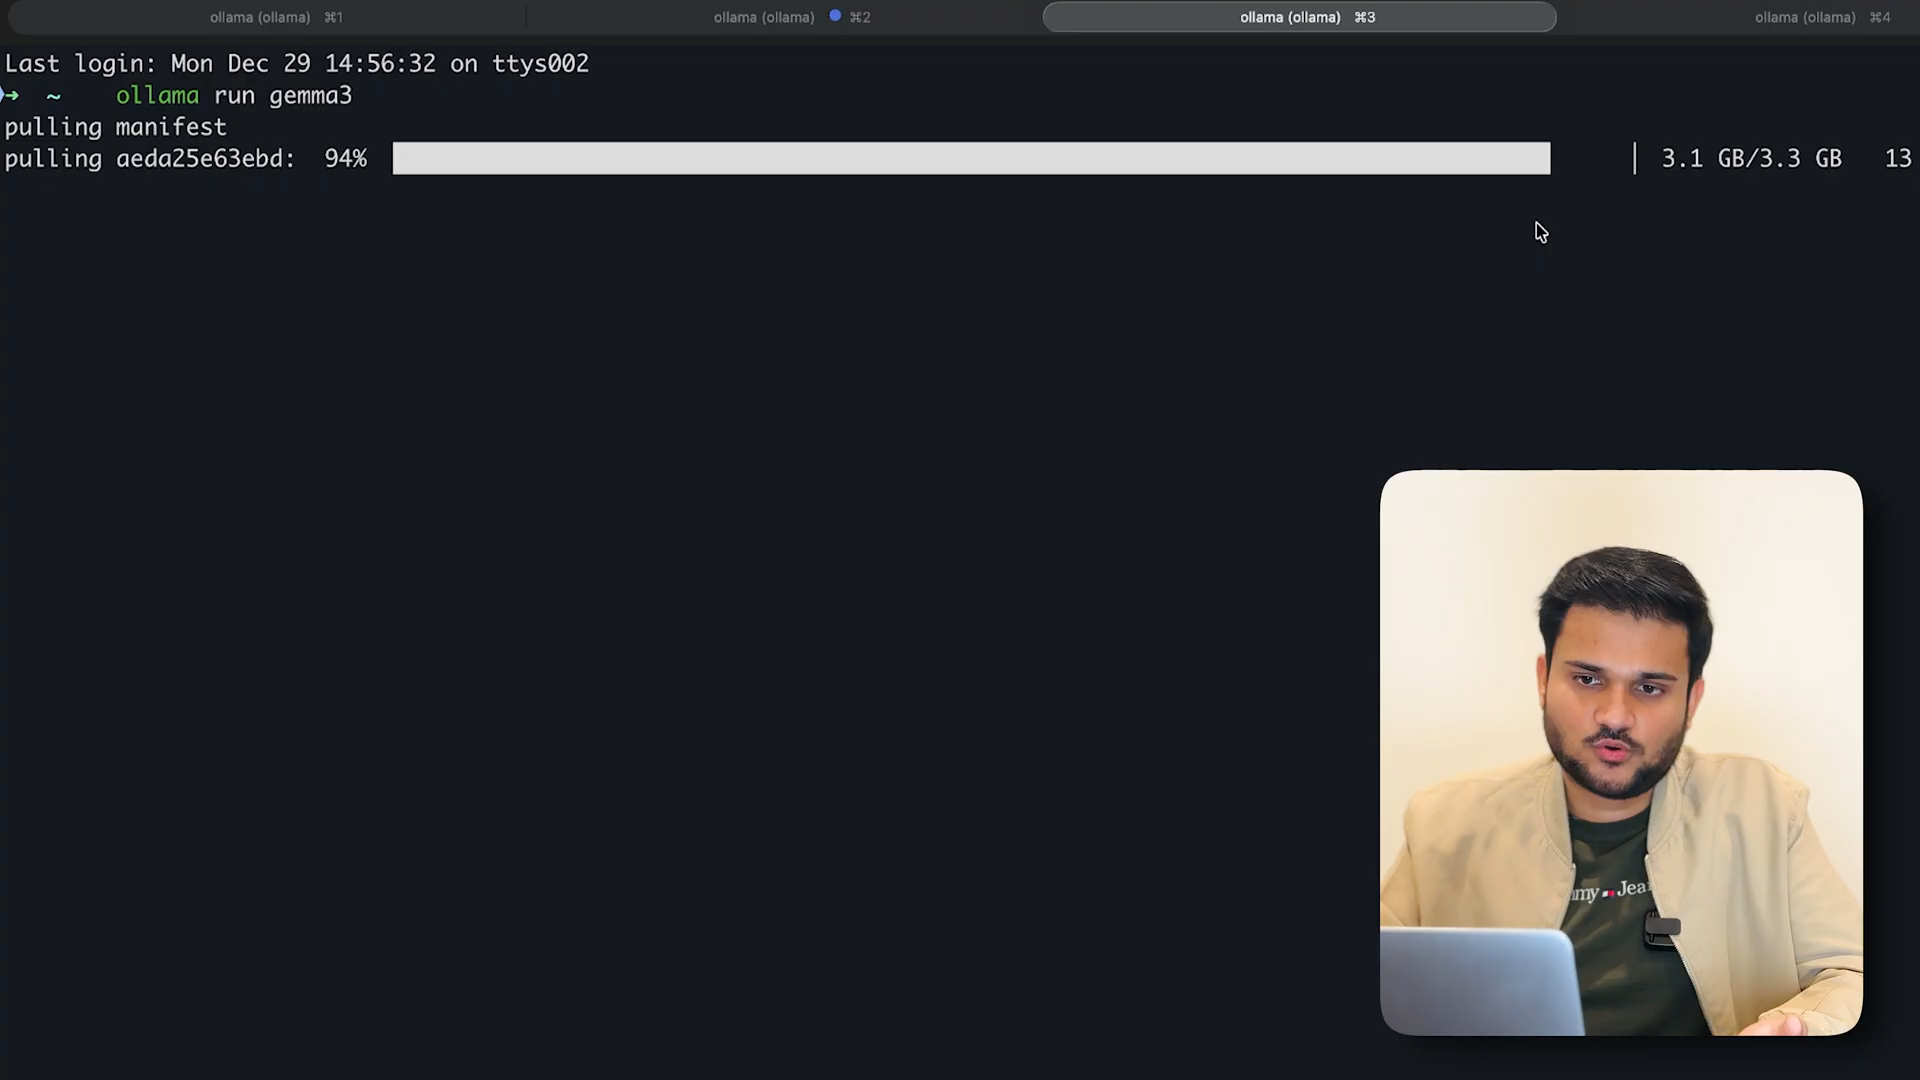 ollama (ollama) ⌘1
ollama (ollama) ⌘2
ollama (ollama) ⌘3
ollama (ollama) ⌘4
Last login: Mon Dec 29 14:56:32 on ttys002
➜ ~ ollama run gemma3
pulling manifest
pulling aeda25e63ebd: 94% 3.1 GB/3.3 GB 13